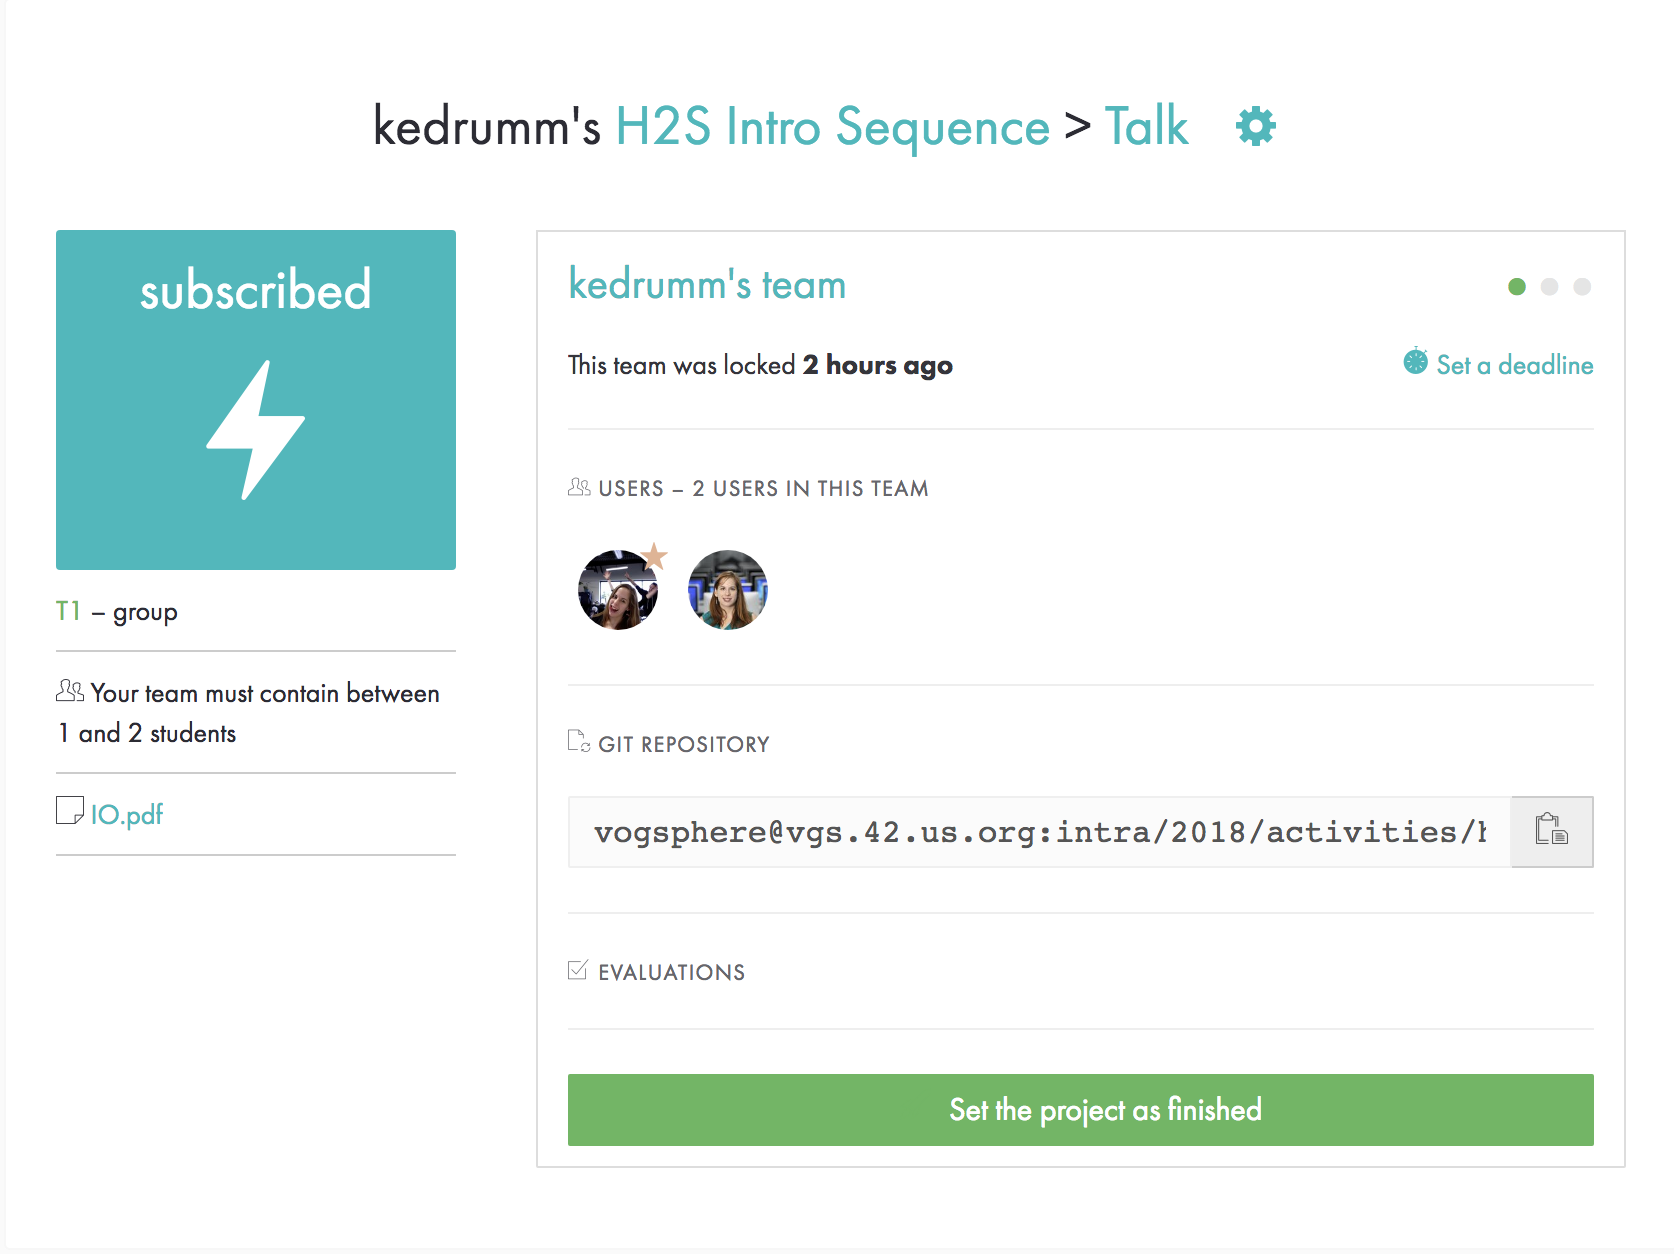 kedrumm's H2S Intro Sequence > Talk
subscribed
T1 – group
Your team must contain between
1 and 2 students
IO.pdf
kedrumm's team
This team was locked 2 hours ago
Set a deadline
USERS – 2 USERS IN THIS TEAM
GIT REPOSITORY
vogsphere@vgs.42.us.org:intra/2018/activities/
EVALUATIONS
Set the project as finished